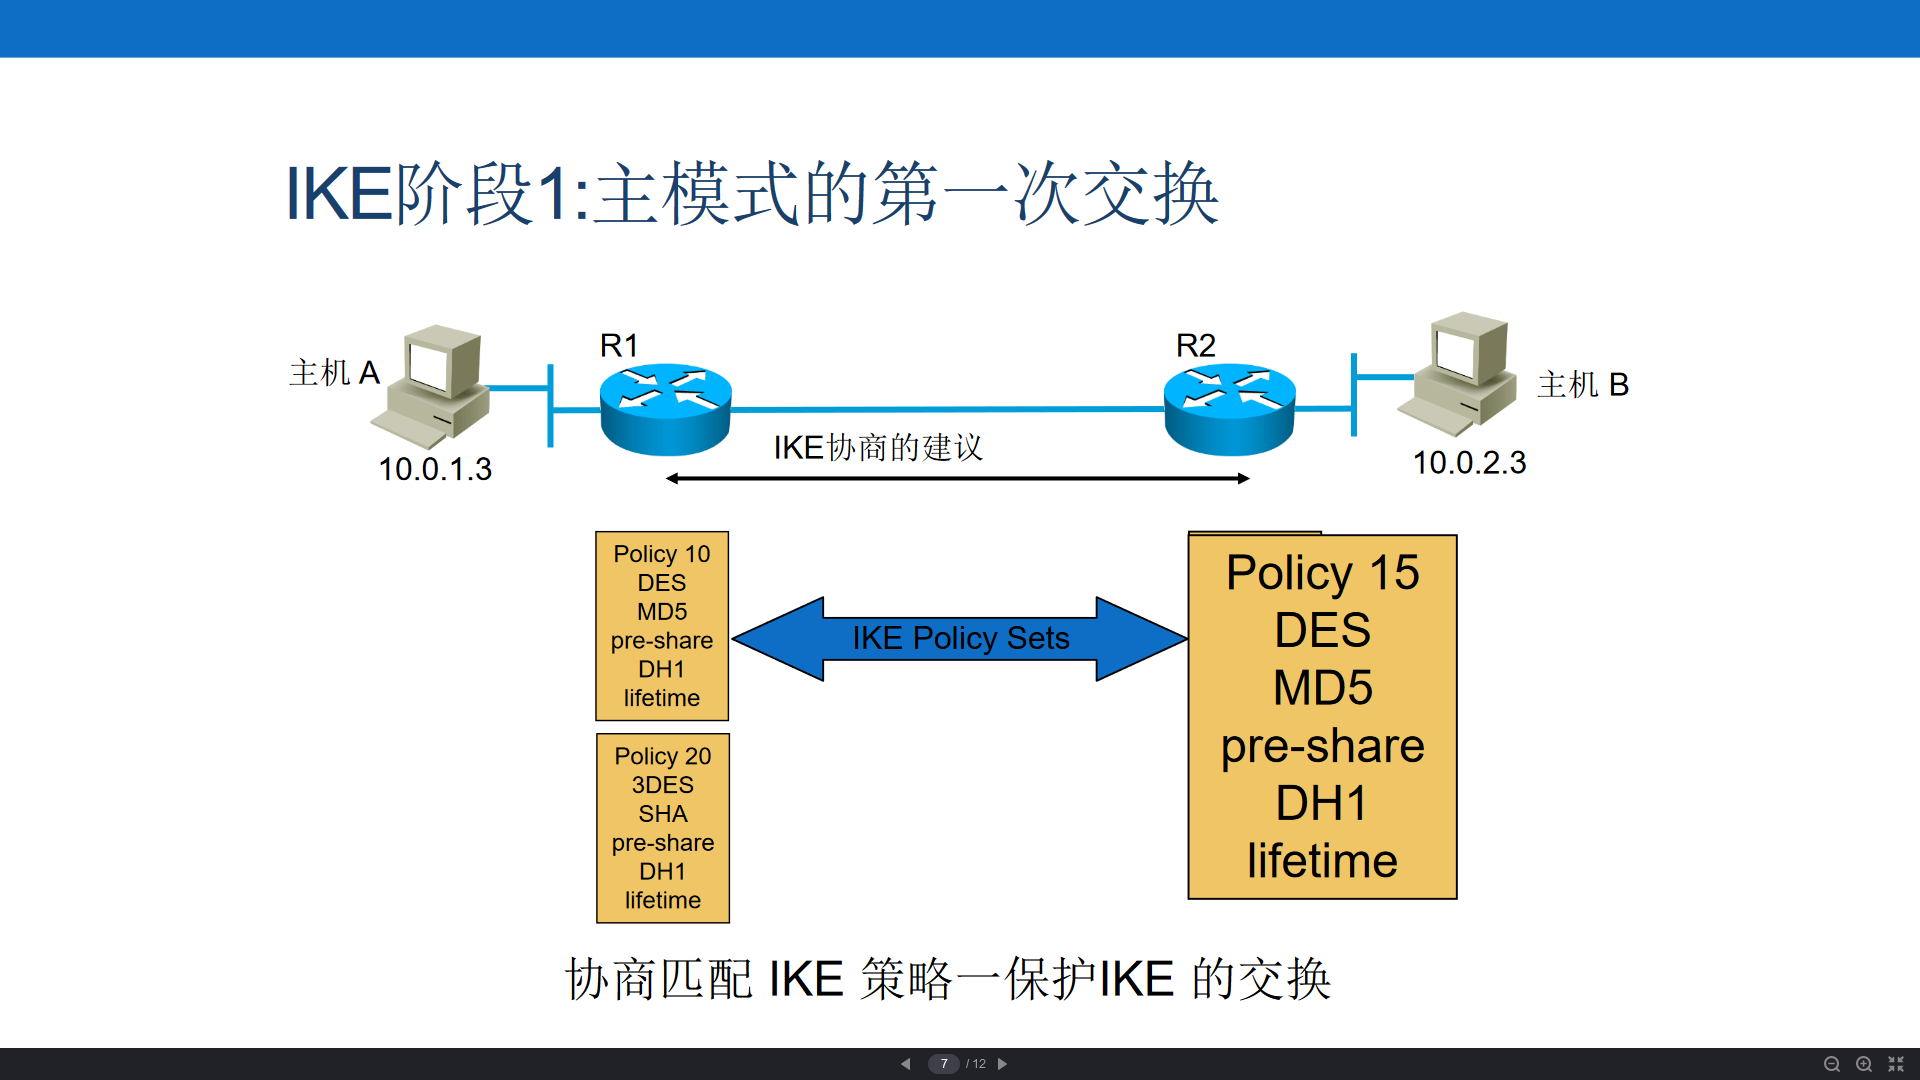 IKE阶段1:主模式的第一次交换
主机 A
R1
R2
主机 B
IKE协商的建议
10.0.1.3
10.0.2.3
Policy 10
DES
MD5
pre-share
DH1
lifetime
IKE Policy Sets
Policy 15
DES
MD5
pre-share
DH1
lifetime
Policy 20
3DES
SHA
pre-share
DH1
lifetime
协商匹配 IKE 策略一保护IKE 的交换
7 / 12